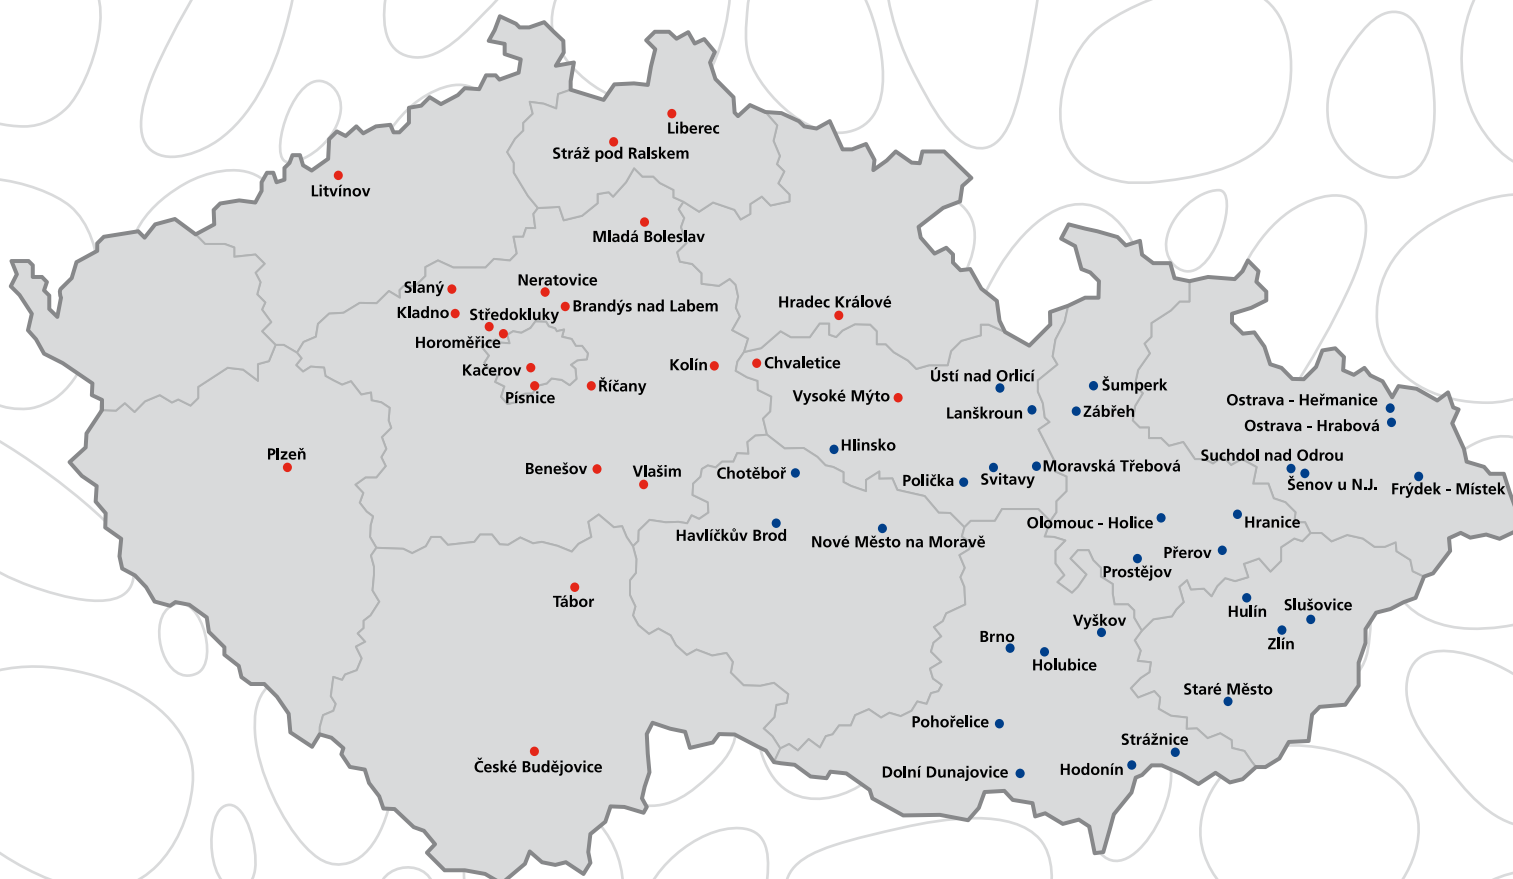 Liberec
Stráž pod Ralskem
Litvínov
Mladá Boleslav
Neratovice
Slaný
Brandýs nad Labem
Kladno
Středokluky
Hradec Králové
Horoměřice
Kačerov
Kolín
Chvaletice
Písnice
Říčany
Ústí nad Orlicí
Šumperk
Vysoké Mýto
Lanškroun
Zábřeh
Ostrava - Heřmanice
Ostrava - Hrabová
Hlinsko
Plzeň
Benešov
Vlašim
Chotěboř
Polička
Svitavy
Moravská Třebová
Suchdol nad Odrou
Šenov u N.J.
Frýdek - Místek
Havlíčkův Brod
Nové Město na Moravě
Olomouc - Holice
Hranice
Přerov
Prostějov
Tábor
Hulín
Slušovice
Vyškov
Brno
Zlín
Holubice
Staré Město
Pohořelice
Strážnice
České Budějovice
Dolní Dunajovice
Hodonín